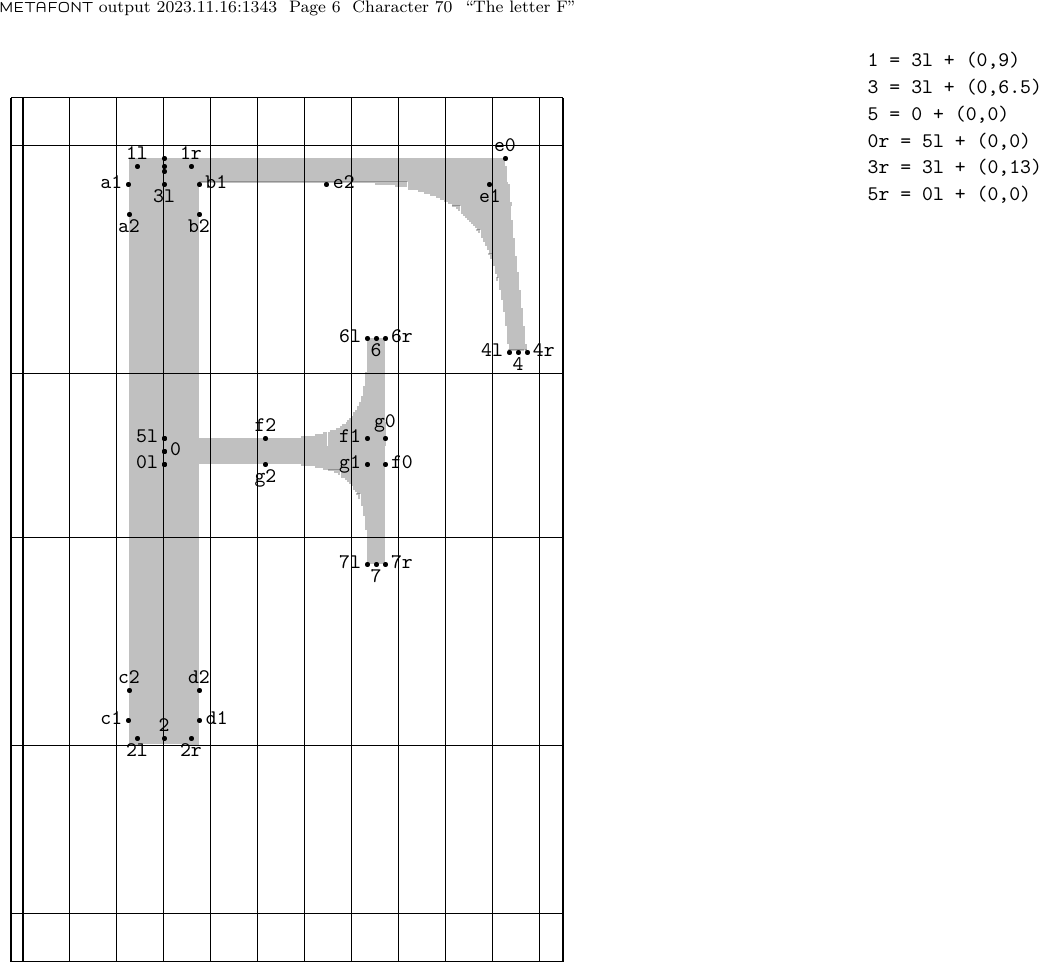 METAFONT output 2023.11.16:1343 Page 6 Character 70 “The letter F”
1 = 3l + (0,9)
3 = 3l + (0,6.5)
5 = 0 + (0,0)
0r = 5l + (0,0)
3r = 3l + (0,13)
5r = 0l + (0,0)
e0
1l 1r
a1 b1 e2
3l e1
a2 b2
6l 6r
6
4l 4r
4
f2 g0
5l f1
0
0l g1 f0
g2
7l 7r
7
c2 d2
c1 2 d1
2l 2r